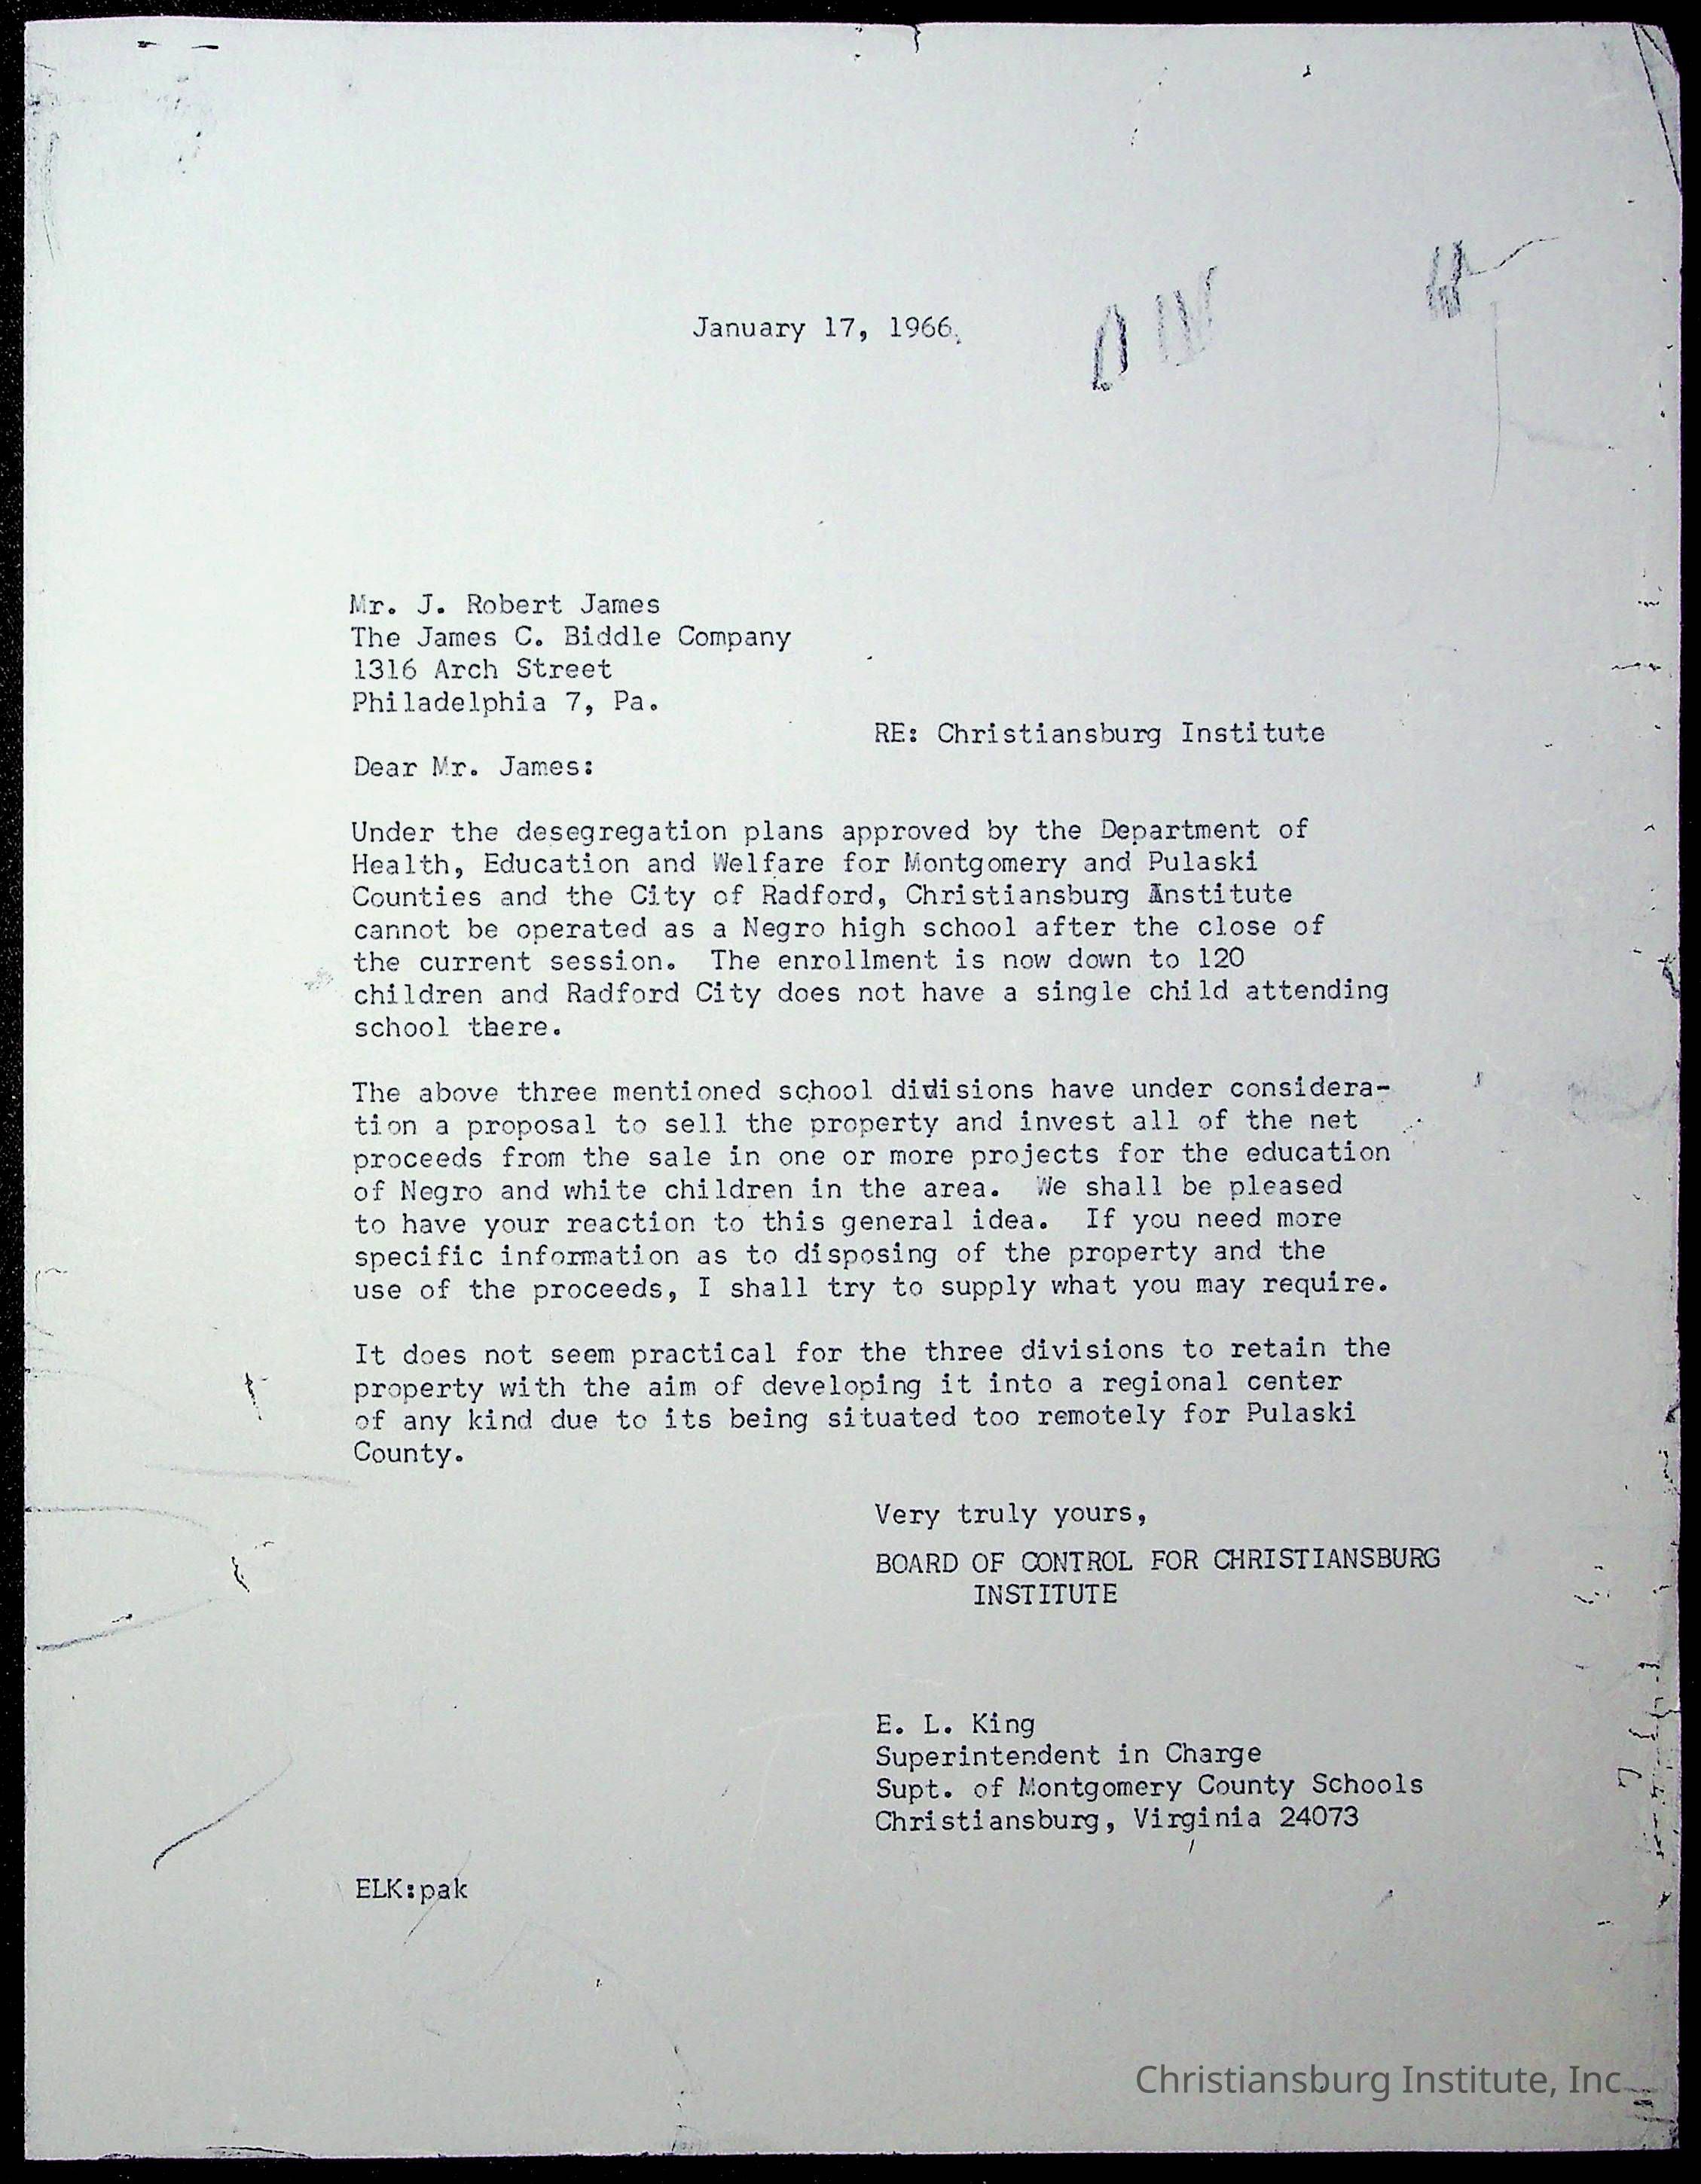 January 17, 1966.
Mr. J. Robert James
The James C. Biddle Company
1316 Arch Street
Philadelphia 7, Pa.
RE: Christiansburg Institute
Dear Mr. James:
Under the desegregation plans approved by the Department of
Health, Education and Welfare for Montgomery and Pulaski
Counties and the City of Radford, Christiansburg Institute
cannot be operated as a Negro high school after the close of
the current session. The enrollment is now down to 120
children and Radford City does not have a single child attending
school there.
The above three mentioned school divisions have under considera-
tion a proposal to sell the property and invest all of the net
proceeds from the sale in one or more projects for the education
of Negro and white children in the area. We shall be pleased
to have your reaction to this general idea. If you need more
specific information as to disposing of the property and the
use of the proceeds, I shall try to supply what you may require.
It does not seem practical for the three divisions to retain the
property with the aim of developing it into a regional center
of any kind due to its being situated too remotely for Pulaski
County.
Very truly yours,
BOARD OF CONTROL FOR CHRISTIANSBURG
INSTITUTE
E. L. King
Superintendent in Charge
Supt. of Montgomery County Schools
Christiansburg, Virginia 24073
ELK:pak
Christiansburg Institute, Inc